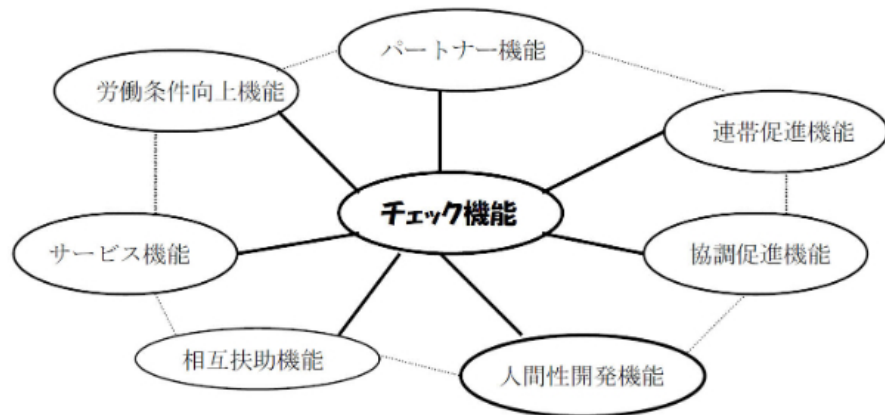 パートナー機能
労働条件向上機能
連帯促進機能
チェック機能
サービス機能
協調促進機能
相互扶助機能
人間性開発機能